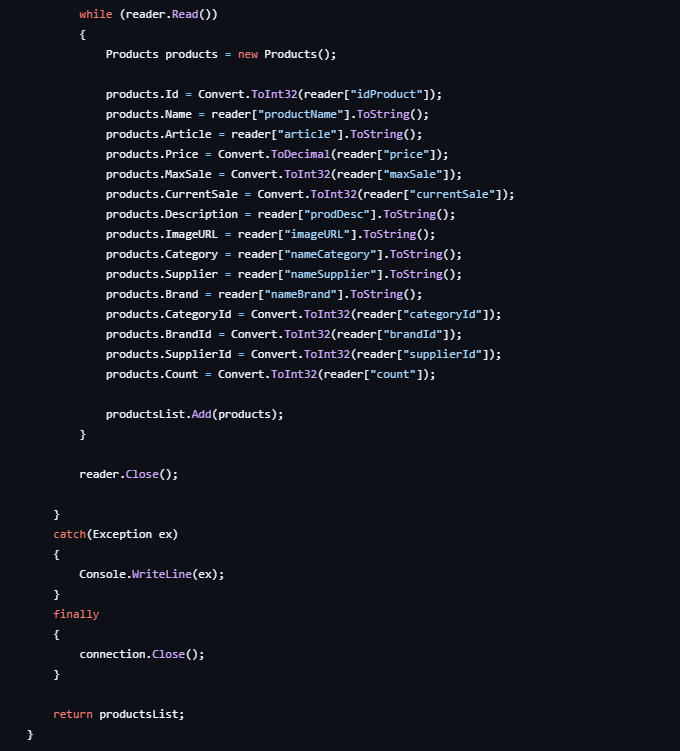 while (reader.Read())
{
Products products = new Products();
products.Id = Convert.ToInt32(reader["idProduct"]);
products.Name = reader["productName"].ToString();
products.Article = reader["article"].ToString();
products.Price = Convert.ToDecimal(reader["price"]);
products.MaxSale = Convert.ToInt32(reader["maxSale"]);
products.CurrentSale = Convert.ToInt32(reader["currentSale"]);
products.Description = reader["prodDesc"].ToString();
products.ImageURL = reader["imageURL"].ToString();
products.Category = reader["nameCategory"].ToString();
products.Supplier = reader["nameSupplier"].ToString();
products.Brand = reader["nameBrand"].ToString();
products.CategoryId = Convert.ToInt32(reader["categoryId"]);
products.BrandId = Convert.ToInt32(reader["brandId"]);
products.SupplierId = Convert.ToInt32(reader["supplierId"]);
products.Count = Convert.ToInt32(reader["count"]);
productsList.Add(products);
}
reader.Close();
}
catch(Exception ex)
{
Console.WriteLine(ex);
}
finally
{
connection.Close();
}
return productsList;
}